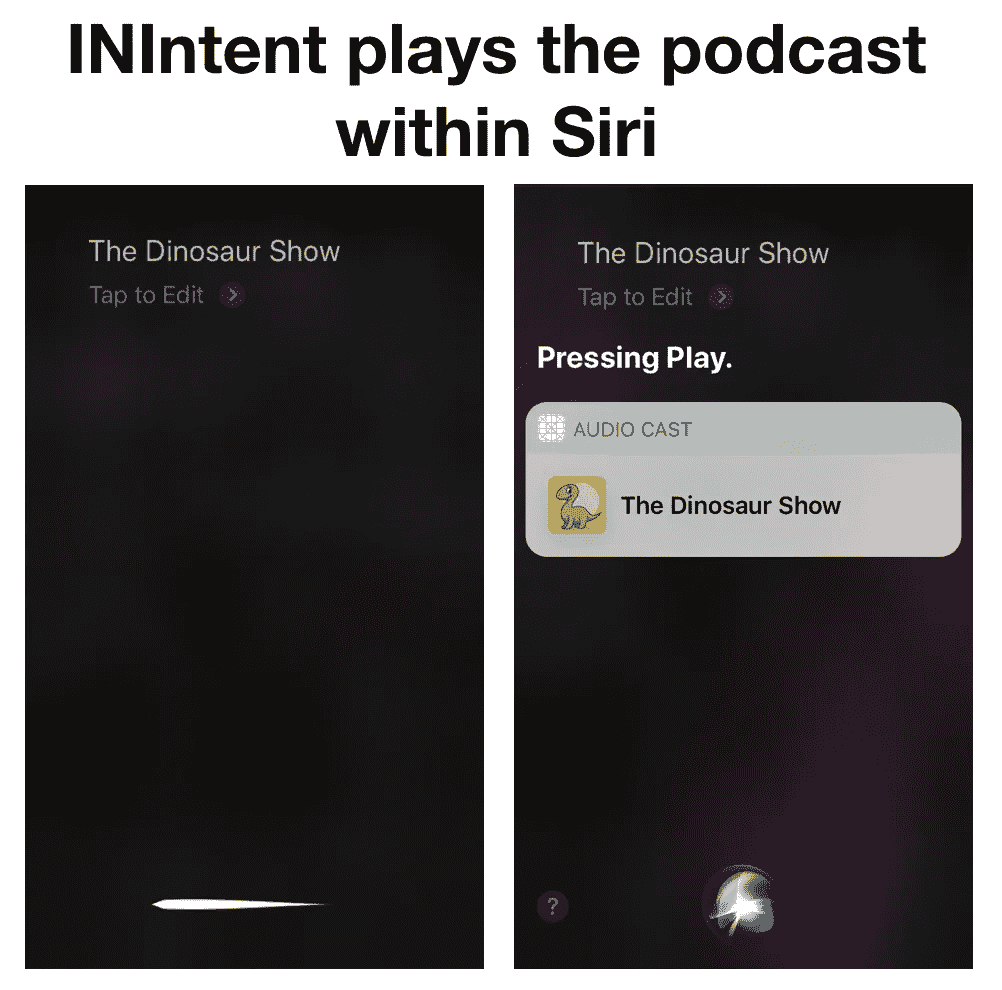 INIntent plays the podcast
within Siri
The Dinosaur Show
Tap to Edit
The Dinosaur Show
Tap to Edit
Pressing Play.
AUDIO CAST
The Dinosaur Show
?